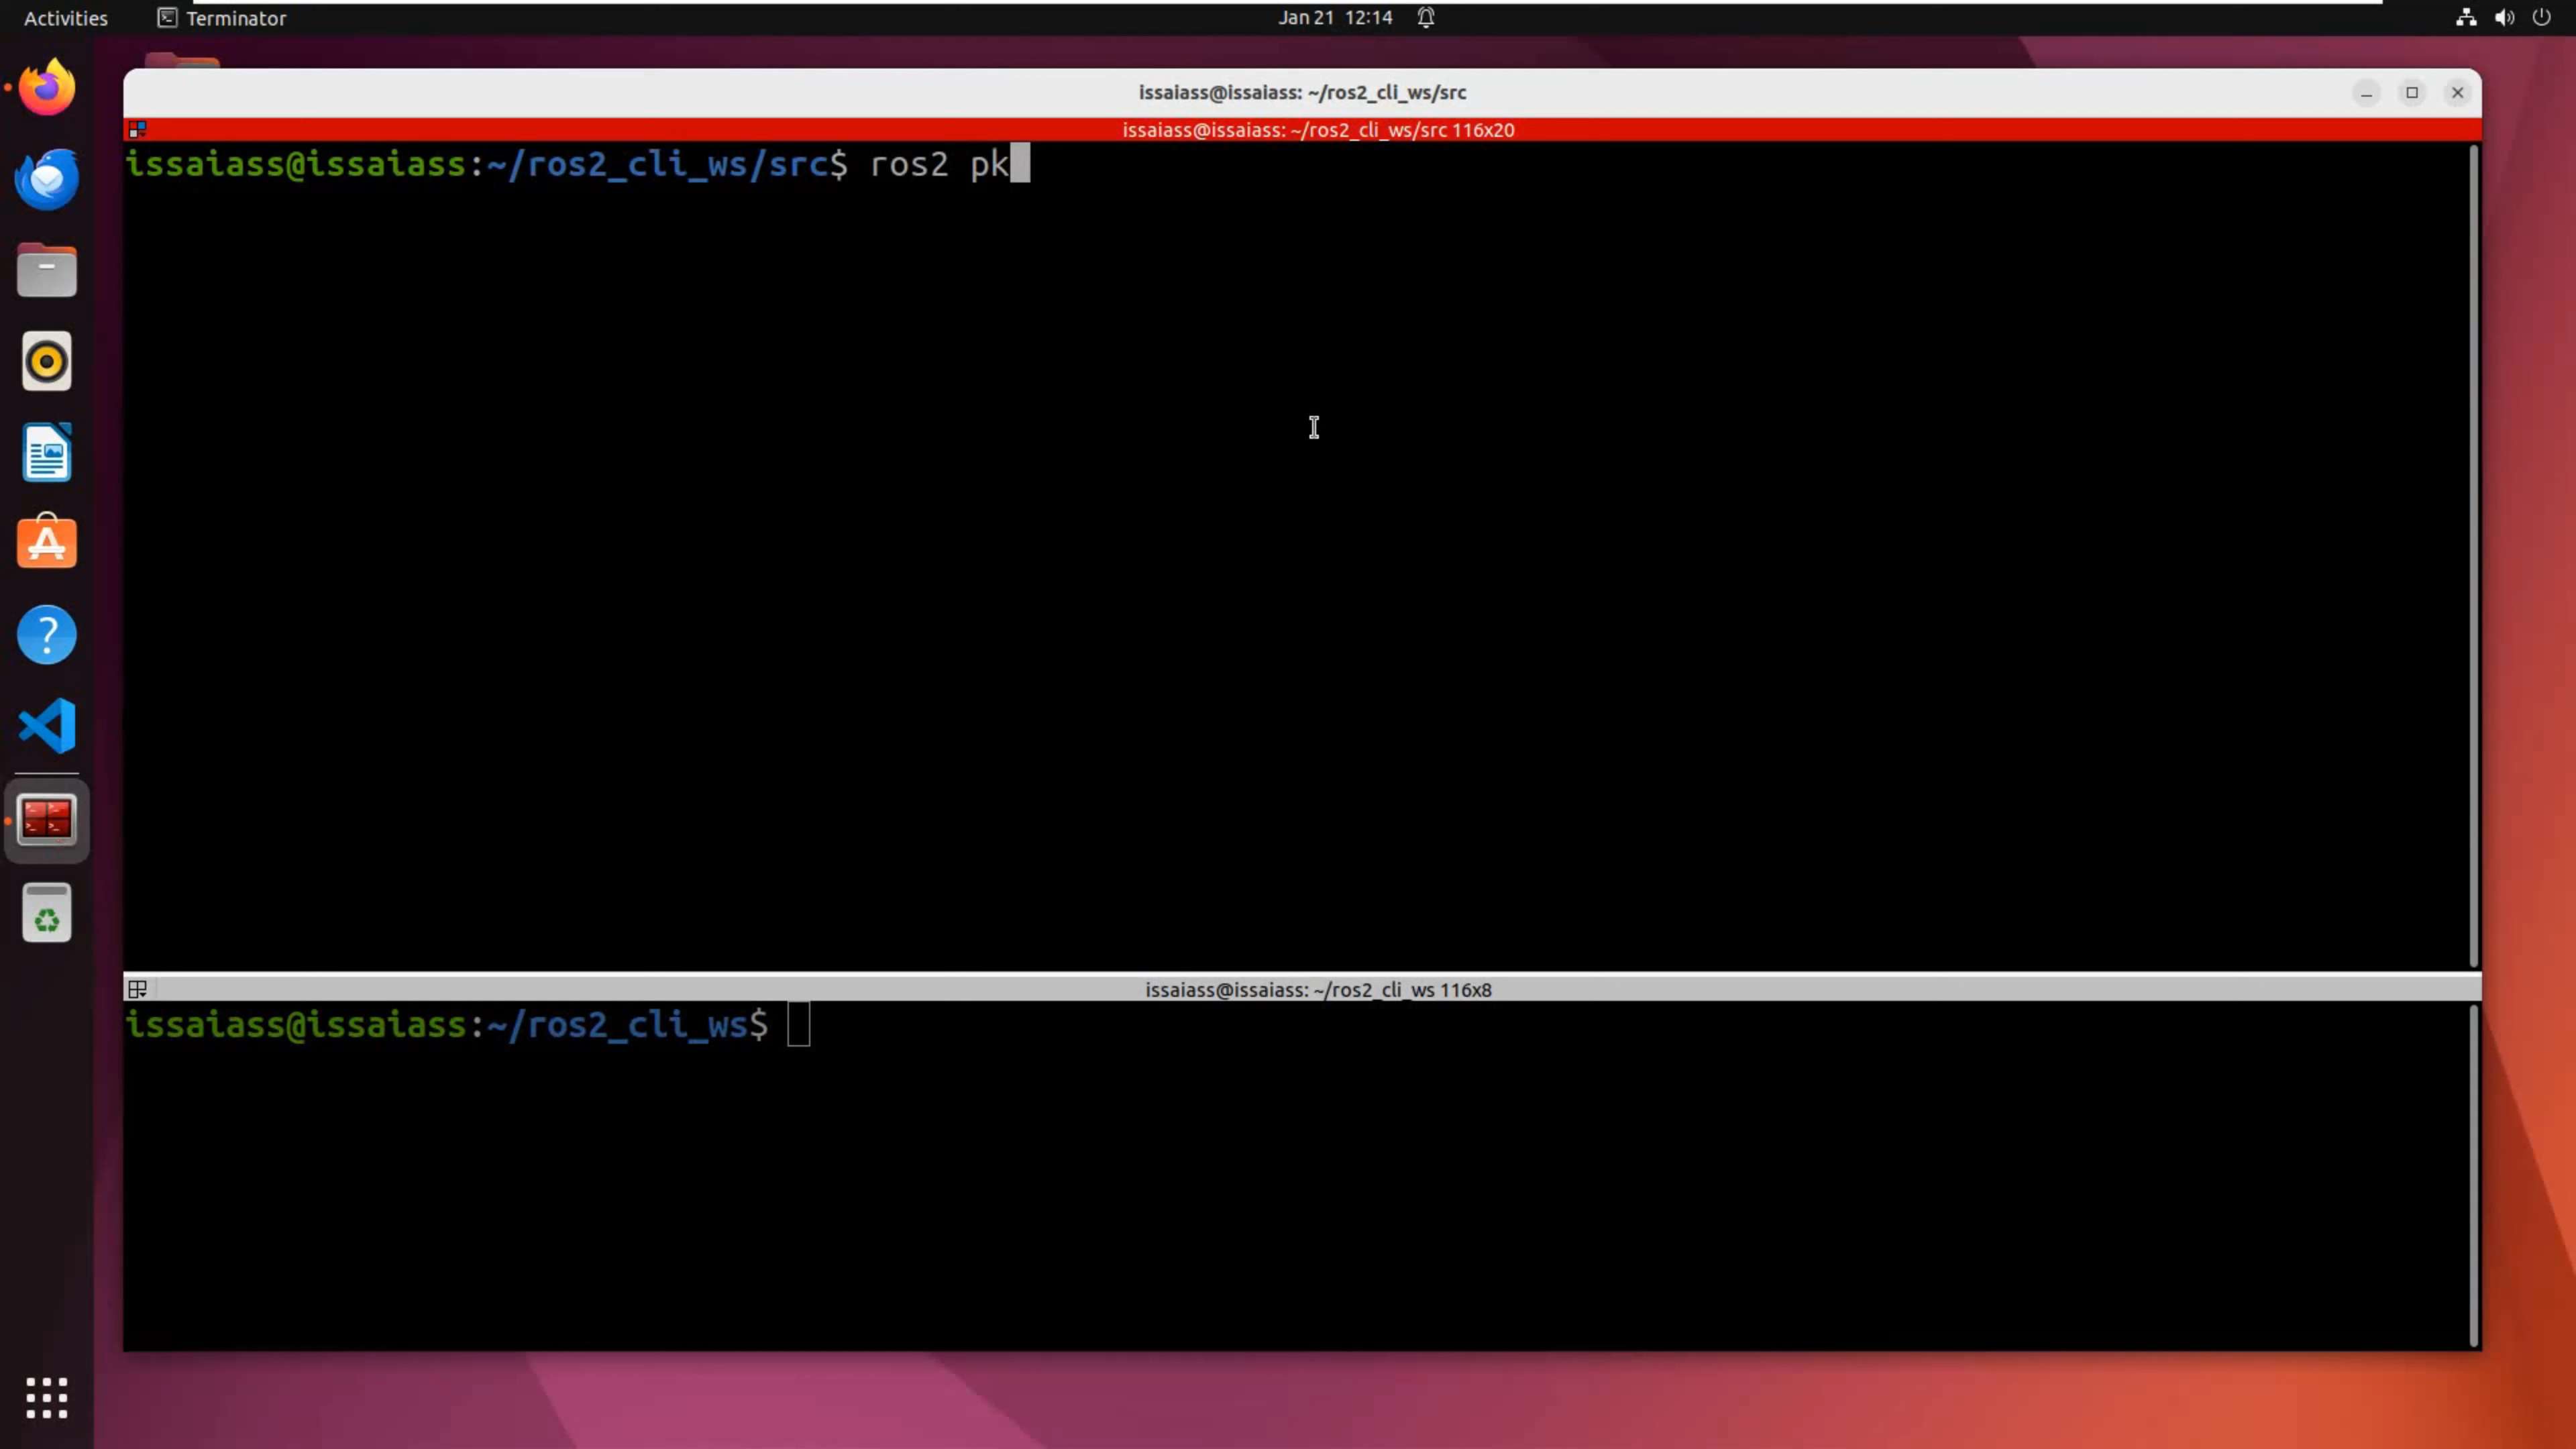 Activities Terminator Jan 21 12:14
issaiass@issaiass: ~/ros2_cli_ws/src
issaiass@issaiass: ~/ros2_cli_ws/src 116x20
issaiass@issaiass:~/ros2_cli_ws/src$ ros2 pk
issaiass@issaiass: ~/ros2_cli_ws 116x8
issaiass@issaiass:~/ros2_cli_ws$